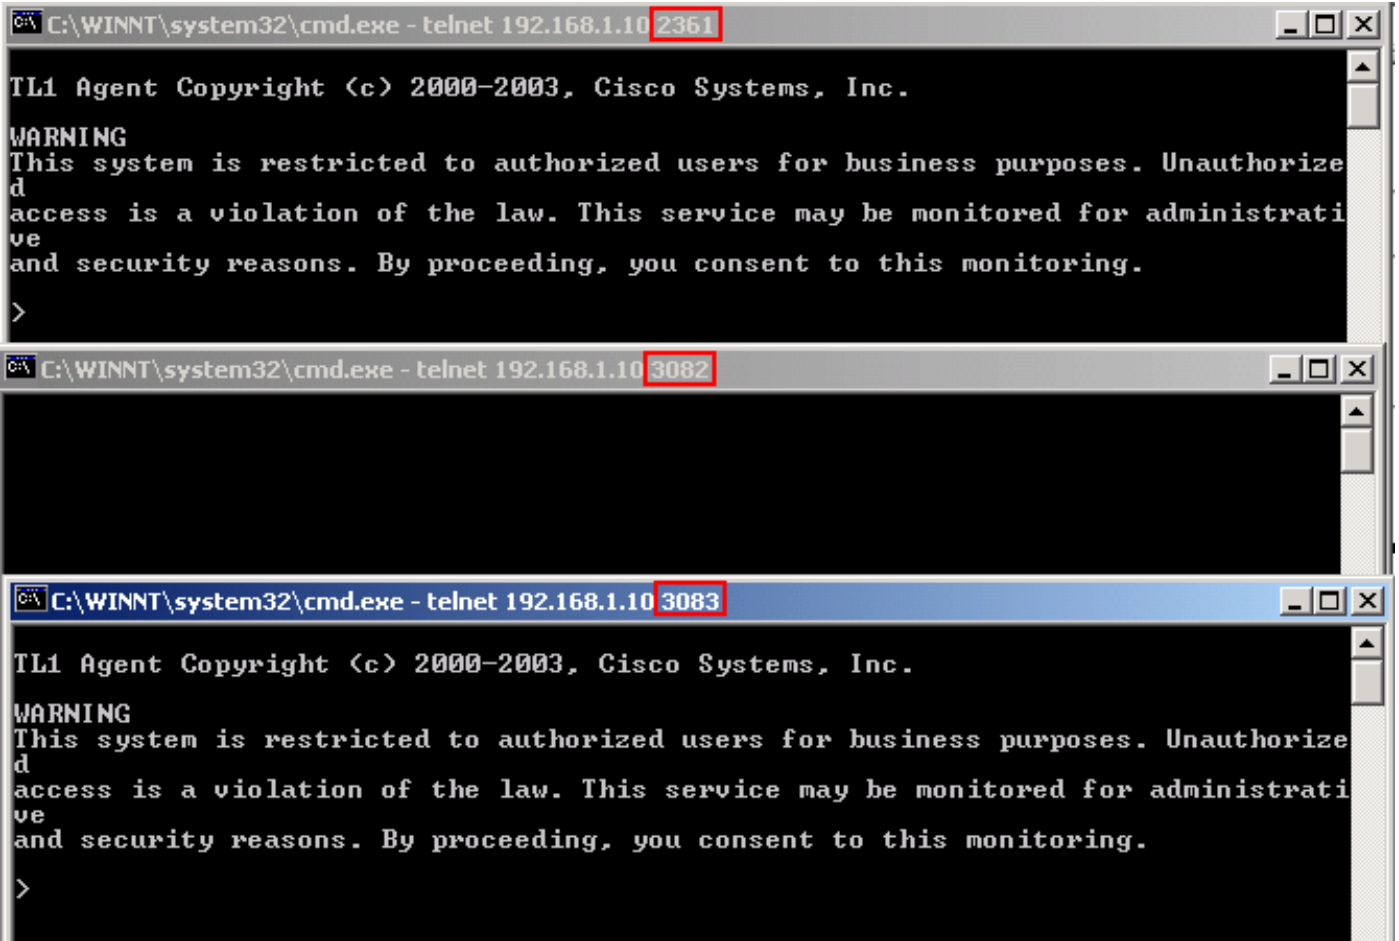 C:\WINNT\system32\cmd.exe - telnet 192.168.1.10 2361
TL1 Agent Copyright (c) 2000-2003, Cisco Systems, Inc.
WARNING
This system is restricted to authorized users for business purposes. Unauthorize
d
access is a violation of the law. This service may be monitored for administrati
ve
and security reasons. By proceeding, you consent to this monitoring.
>
C:\WINNT\system32\cmd.exe - telnet 192.168.1.10 3082
C:\WINNT\system32\cmd.exe - telnet 192.168.1.10 3083
TL1 Agent Copyright (c) 2000-2003, Cisco Systems, Inc.
WARNING
This system is restricted to authorized users for business purposes. Unauthorize
d
access is a violation of the law. This service may be monitored for administrati
ve
and security reasons. By proceeding, you consent to this monitoring.
>